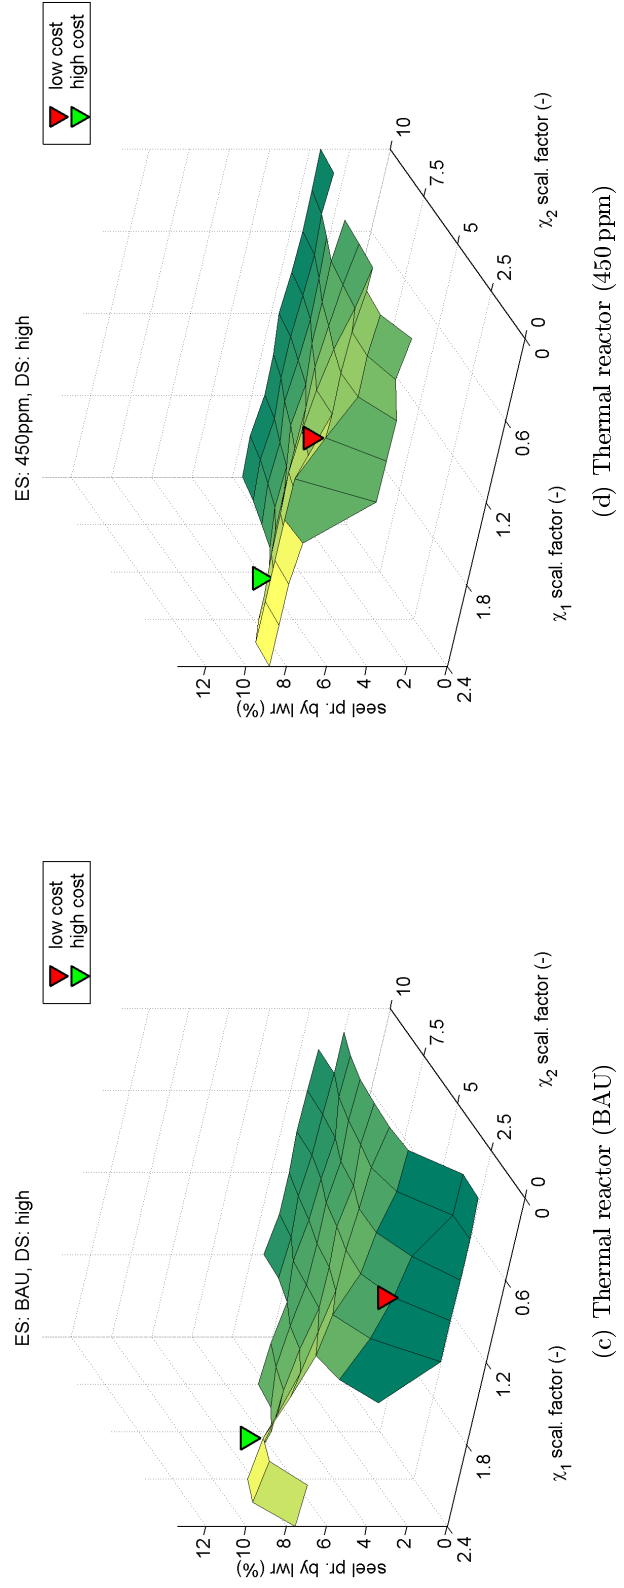 ES: BAU, DS: high
low cost
high cost
12
10
8
6
4
2
0
seel pr. by lwr (%)
2.4
1.8
1.2
0.6
0
χ1 scal. factor (-)
0
2.5
5
7.5
10
χ2 scal. factor (-)
(c) Thermal reactor (BAU)
ES: 450ppm, DS: high
low cost
high cost
12
10
8
6
4
2
0
seel pr. by lwr (%)
2.4
1.8
1.2
0.6
0
χ1 scal. factor (-)
0
2.5
5
7.5
10
χ2 scal. factor (-)
(d) Thermal reactor (450 ppm)